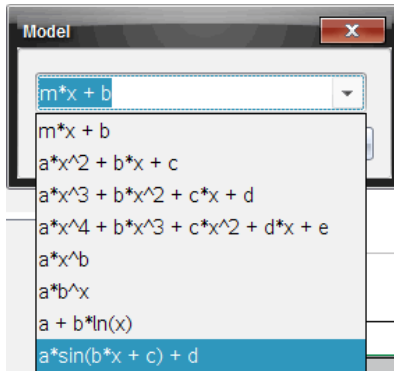 Model
x
m*x + b
m*x + b
a*x^2 + b*x + c
a*x^3 + b*x^2 + c*x + d
a*x^4 + b*x^3 + c*x^2 + d*x + e
a*x^b
a*b^x
a + b*ln(x)
a*sin(b*x + c) + d